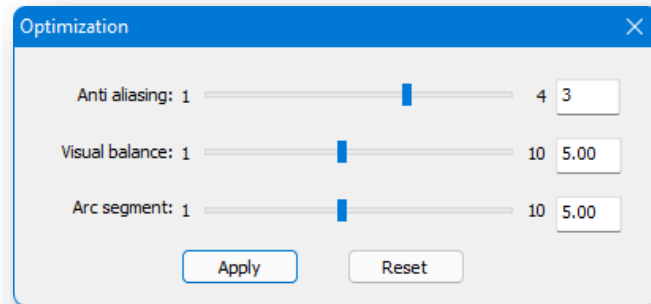 Optimization
Anti aliasing: 1 4 3
Visual balance: 1 10 5.00
Arc segment: 1 10 5.00
Apply Reset